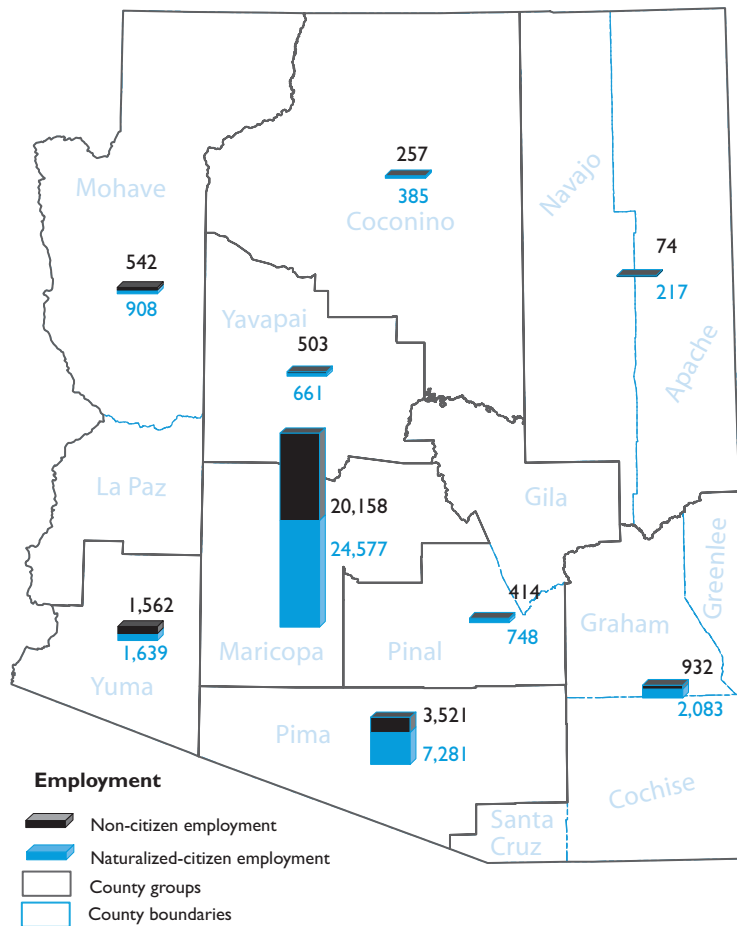 257
385
Coconino
Navajo
Mohave
542
908
74
217
Apache
Yavapai
503
661
La Paz
20,158
24,577
Gila
Greenlee
1,562
1,639
Yuma
Maricopa
414
748
Pinal
Graham
932
2,083
Pima
3,521
7,281
Cochise
Santa
Cruz
Employment
Non-citizen employment
Naturalized-citizen employment
County groups
County boundaries